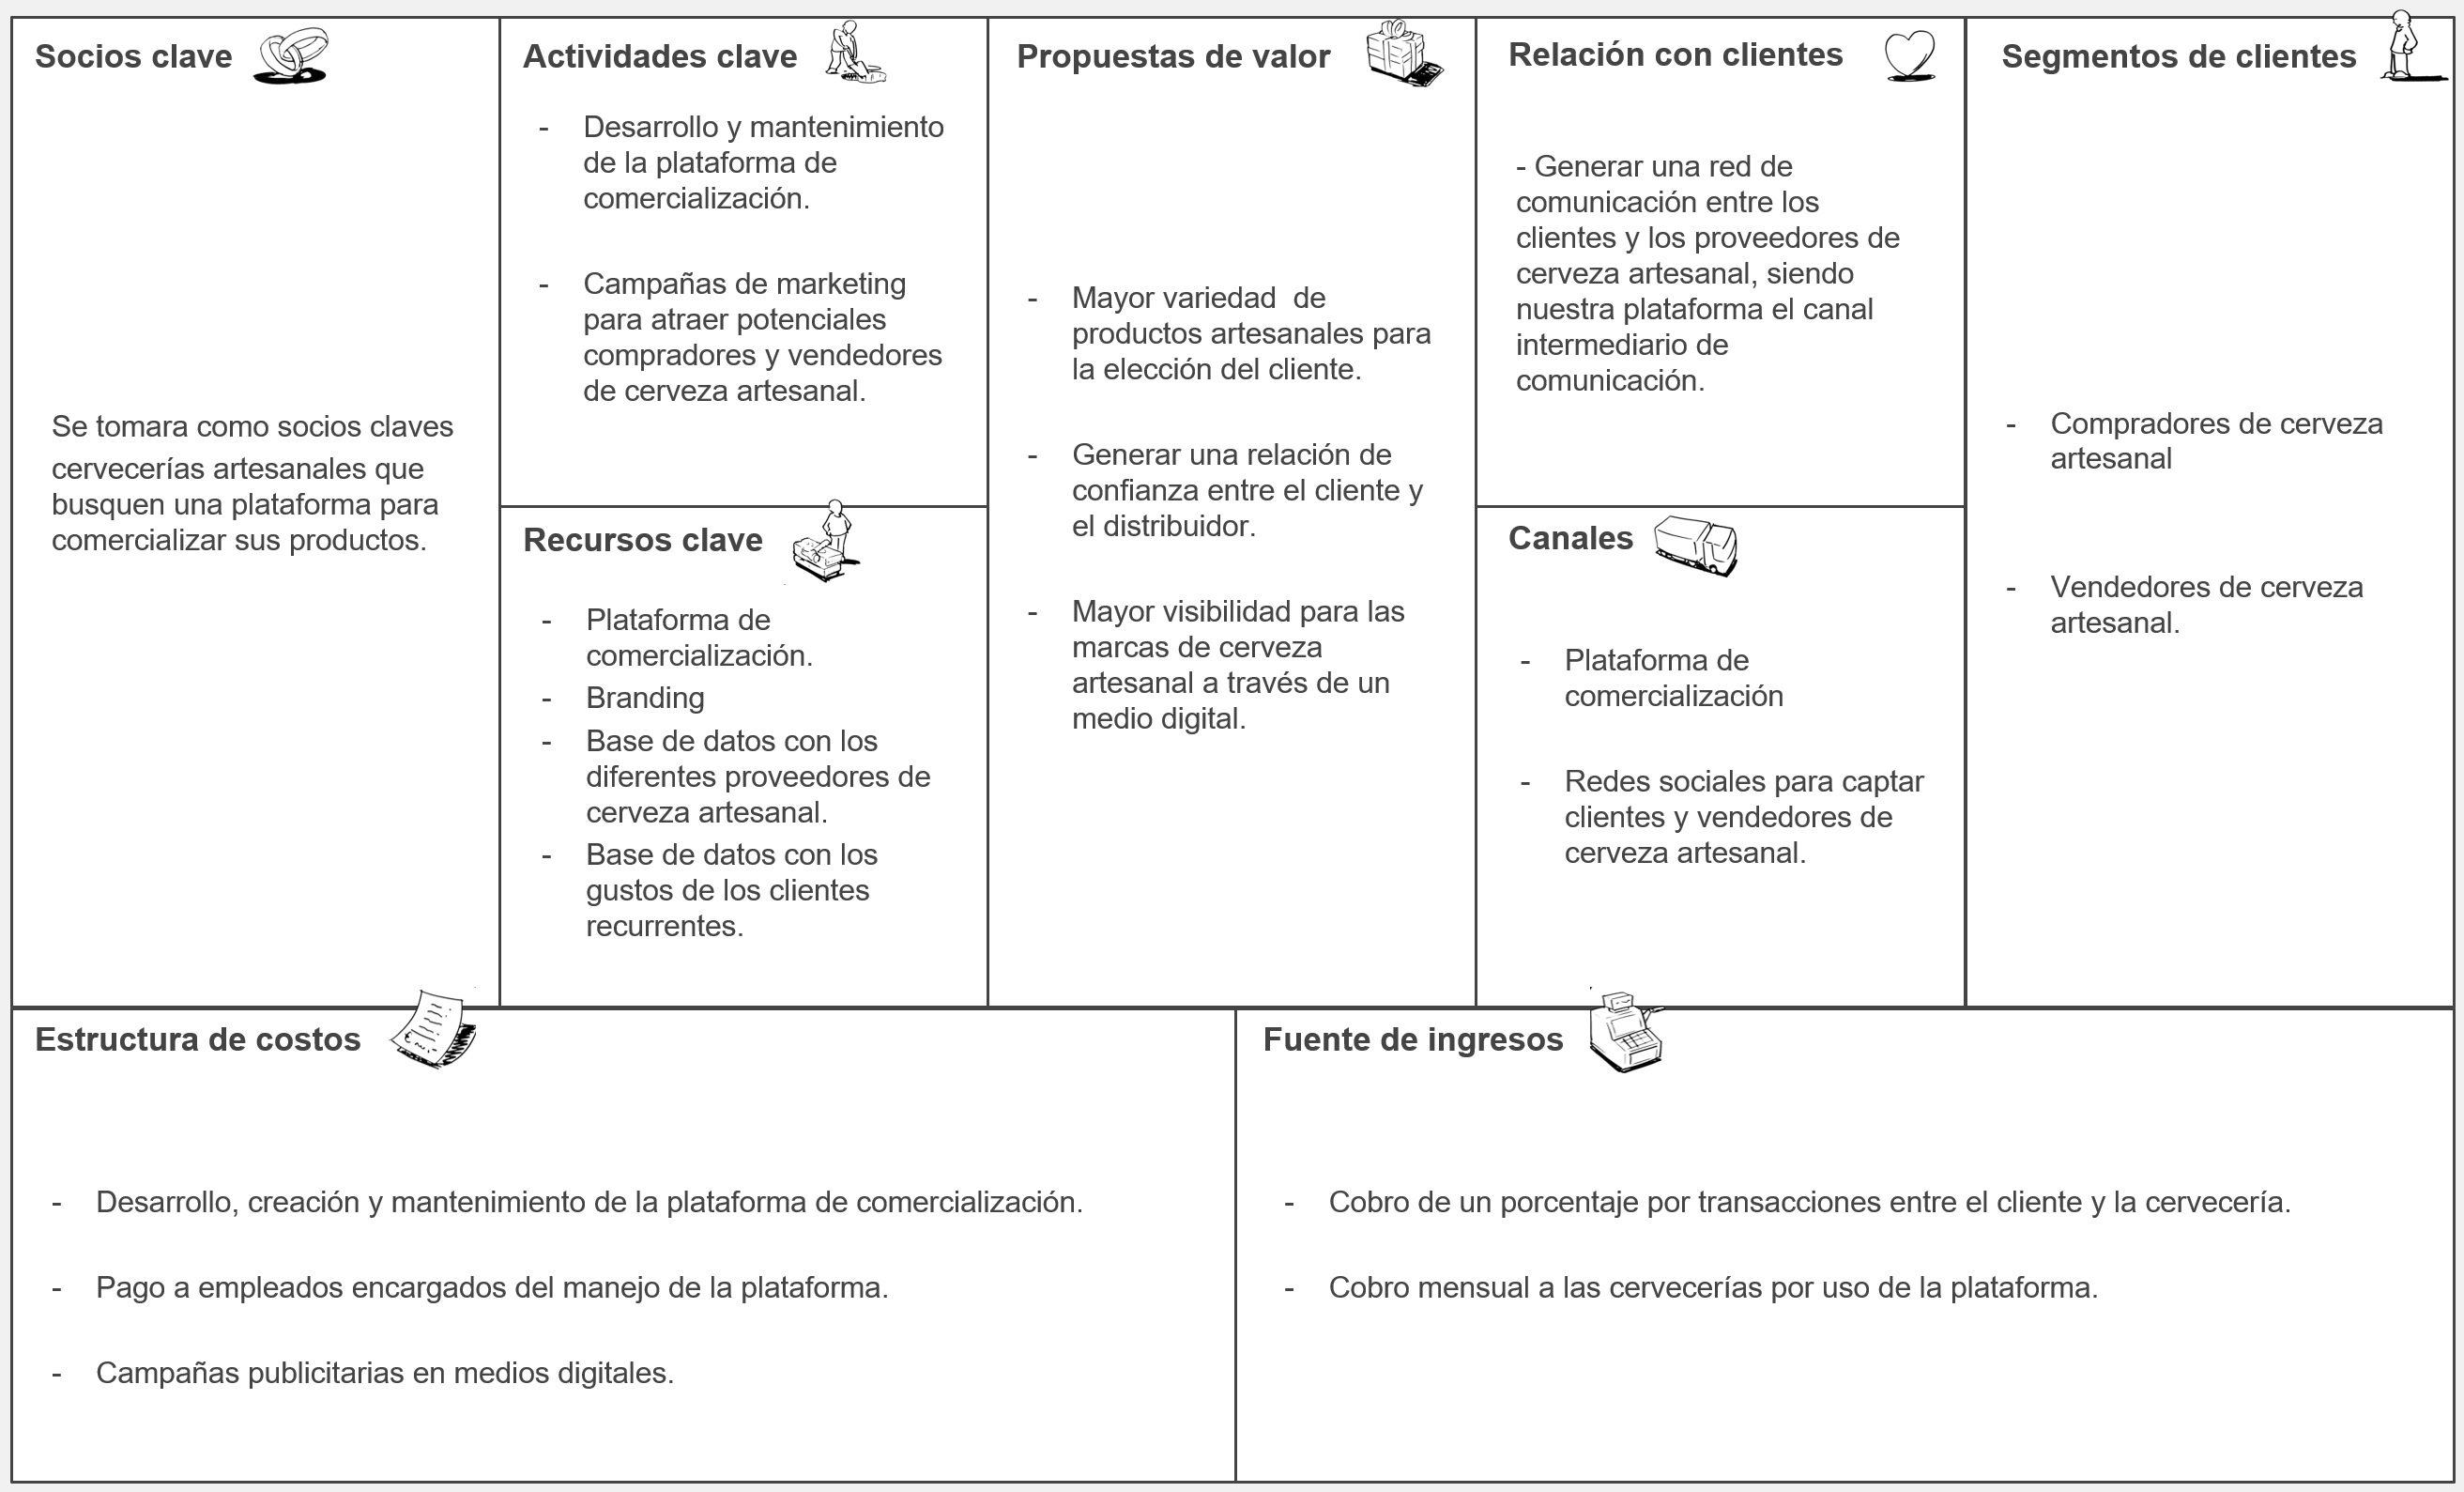 Socios clave
Se tomara como socios claves
cervecerías artesanales que
busquen una plataforma para
comercializar sus productos.
Actividades clave
- Desarrollo y mantenimiento
de la plataforma de
comercialización.
- Campañas de marketing
para atraer potenciales
compradores y vendedores
de cerveza artesanal.
Recursos clave
- Plataforma de
comercialización.
- Branding
- Base de datos con los
diferentes proveedores de
cerveza artesanal.
- Base de datos con los
gustos de los clientes
recurrentes.
Propuestas de valor
- Mayor variedad  de
productos artesanales para
la elección del cliente.
- Generar una relación de
confianza entre el cliente y
el distribuidor.
- Mayor visibilidad para las
marcas de cerveza
artesanal a través de un
medio digital.
Relación con clientes
- Generar una red de
comunicación entre los
clientes y los proveedores de
cerveza artesanal, siendo
nuestra plataforma el canal
intermediario de
comunicación.
Canales
- Plataforma de
comercialización
- Redes sociales para captar
clientes y vendedores de
cerveza artesanal.
Segmentos de clientes
- Compradores de cerveza
artesanal
- Vendedores de cerveza
artesanal.
Estructura de costos
- Desarrollo, creación y mantenimiento de la plataforma de comercialización.
- Pago a empleados encargados del manejo de la plataforma.
- Campañas publicitarias en medios digitales.
Fuente de ingresos
- Cobro de un porcentaje por transacciones entre el cliente y la cervecería.
- Cobro mensual a las cervecerías por uso de la plataforma.